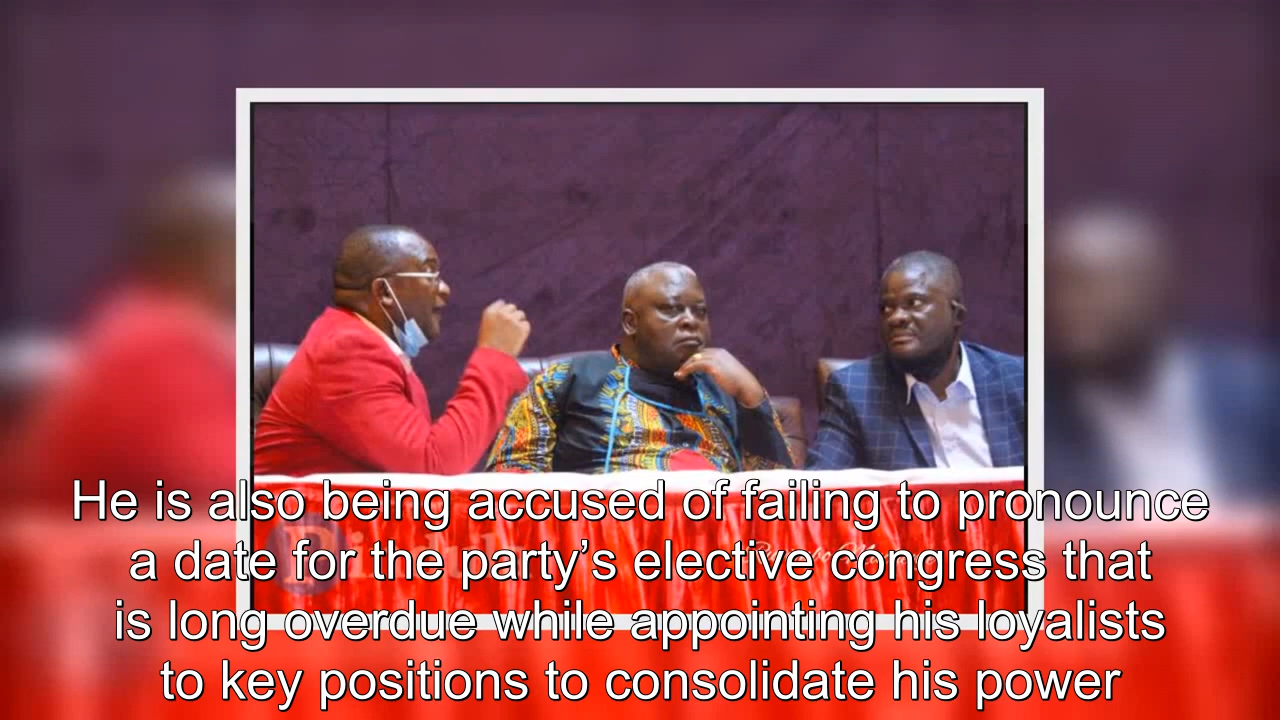 He is also being accused of failing to pronounce
a date for the party’s elective congress that
is long overdue while appointing his loyalists
to key positions to consolidate his power